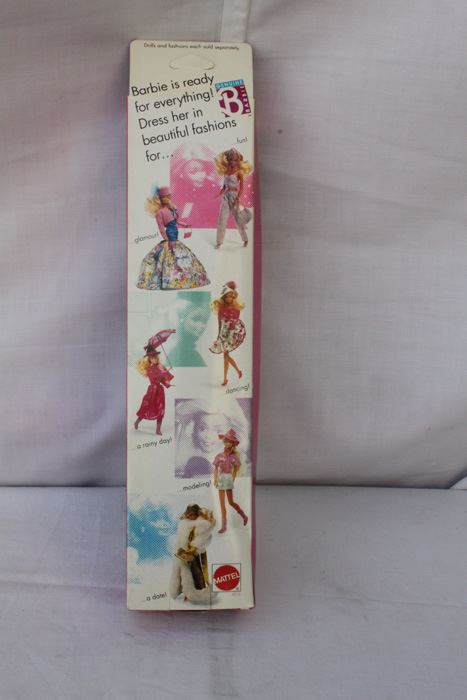 Dolls and fashions each sold separately
Barbie is ready
for everything!
Dress her in
beautiful fashions
for...
GENUINE
B
BARBIE
...fun!
...glamour!
...dancing!
...a rainy day!
...modeling!
...a date!
MATTEL